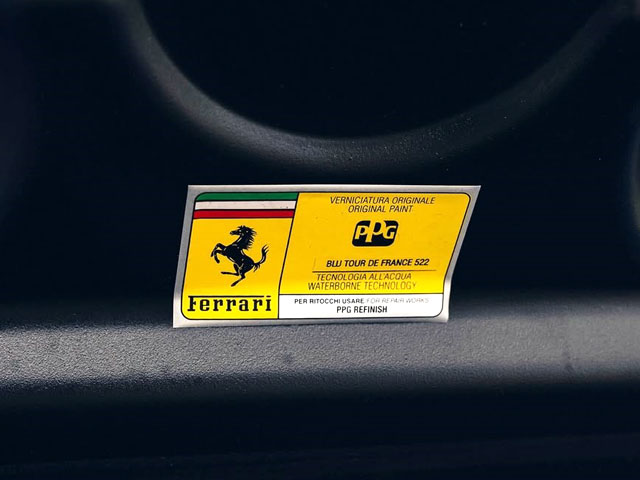 Ferrari
VERNICIATURA ORIGINALE
ORIGINAL PAINT
PPG
BLU TOUR DE FRANCE 522
TECNOLOGIA ALL'ACQUA
WATERBORNE TECHNOLOGY
PER RITOCCHI USARE FOR REPAIR WORKS
PPG REFINISH